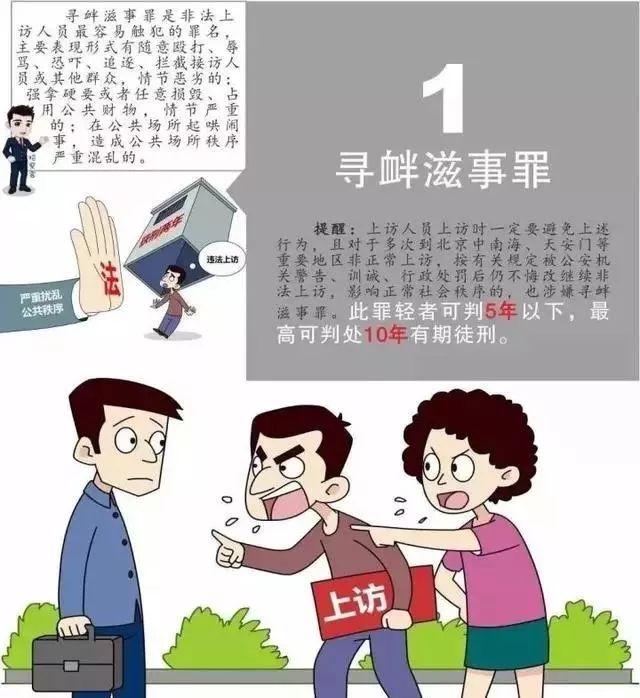 寻衅滋事罪是非法上
访人员最容易触犯的罪名，
主要表现形式有随意殴打、辱
骂、恐吓、追逐、拦截接访人
员或其他群众，情节恶劣的；
强拿硬要或者任意损毁、占
用公共财物，情节严重
的；在公共场所起哄闹
事，造成公共场所秩序
严重混乱的。
1
寻衅滋事罪
提醒：上访人员上访时一定要避免上述
行为，且对于多次到北京中南海、天安门等
重要地区非正常上访，按有关规定被公安机
关警告、训诫、行政处罚后仍不悔改继续非
法上访，影响正常社会秩序的，也涉嫌寻衅
滋事罪。此罪轻者可判5年以下，最
高可判处10年有期徒刑。
法
严重扰乱
公共秩序
违法上访
上访